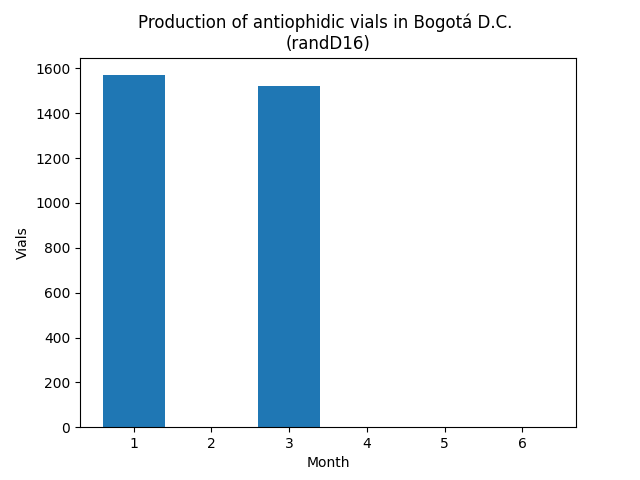 Production of antiophidic vials in Bogotá D.C.
(randD16)
1600
1400
1200
1000
800
600
400
200
0
Vials
1 2 3 4 5 6
Month